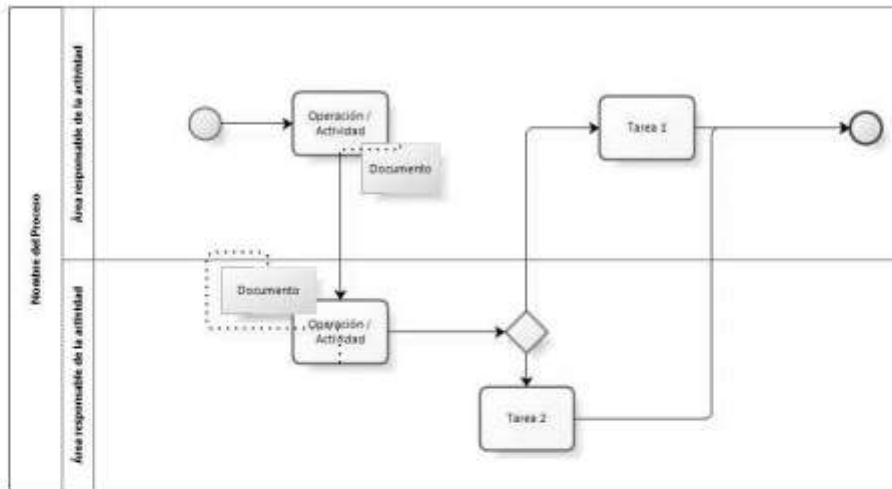 Nombre del Proceso
Área responsable de la actividad
Operación /
Actividad
Documento
Tarea 1
Área responsable de la actividad
Documento
Operación /
Actividad
Tarea 2